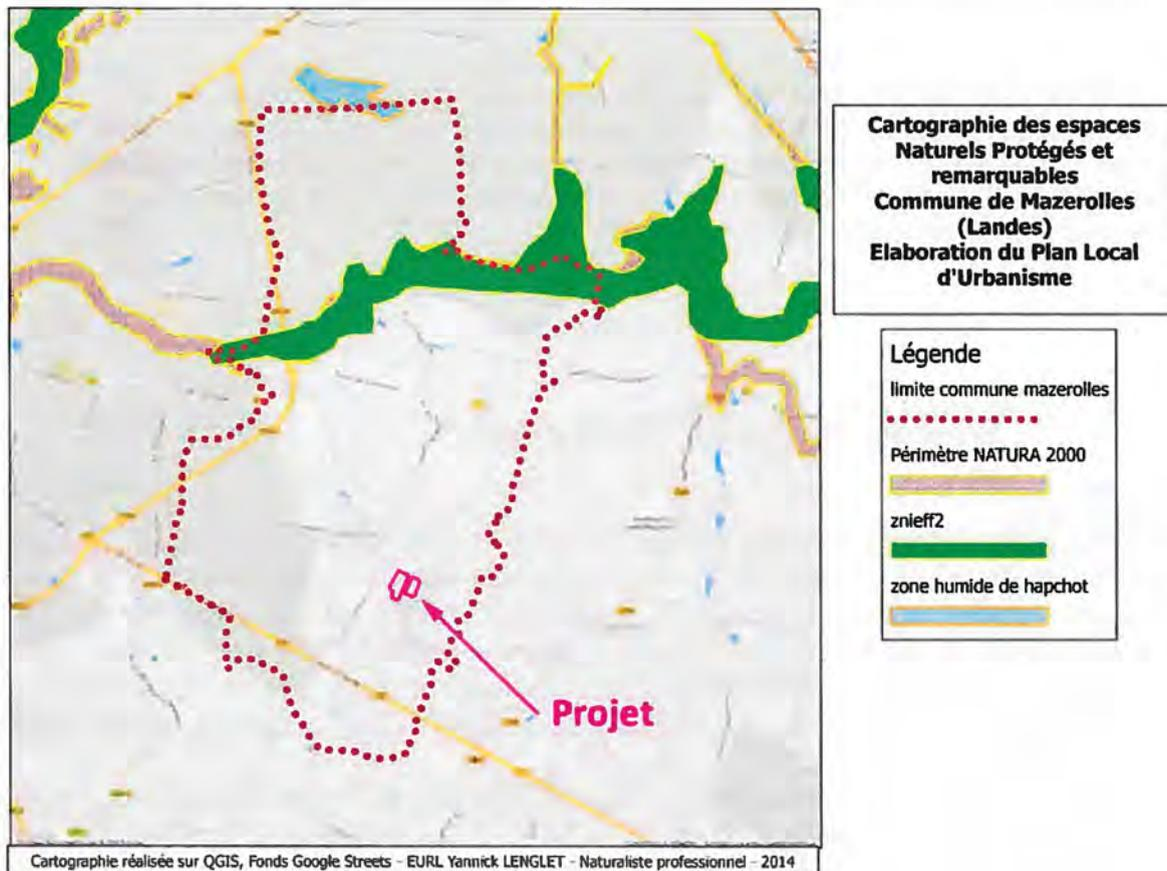 Cartographie des espaces
Naturels Protégés et
remarquables
Commune de Mazerolles
(Landes)
Elaboration du Plan Local
d'Urbanisme
Légende
limite commune mazerolles
Périmètre NATURA 2000
znieff2
zone humide de hapchot
Projet
Cartographie réalisée sur QGIS, Fonds Google Streets - EURL Yannick LENGLET - Naturaliste professionnel - 2014